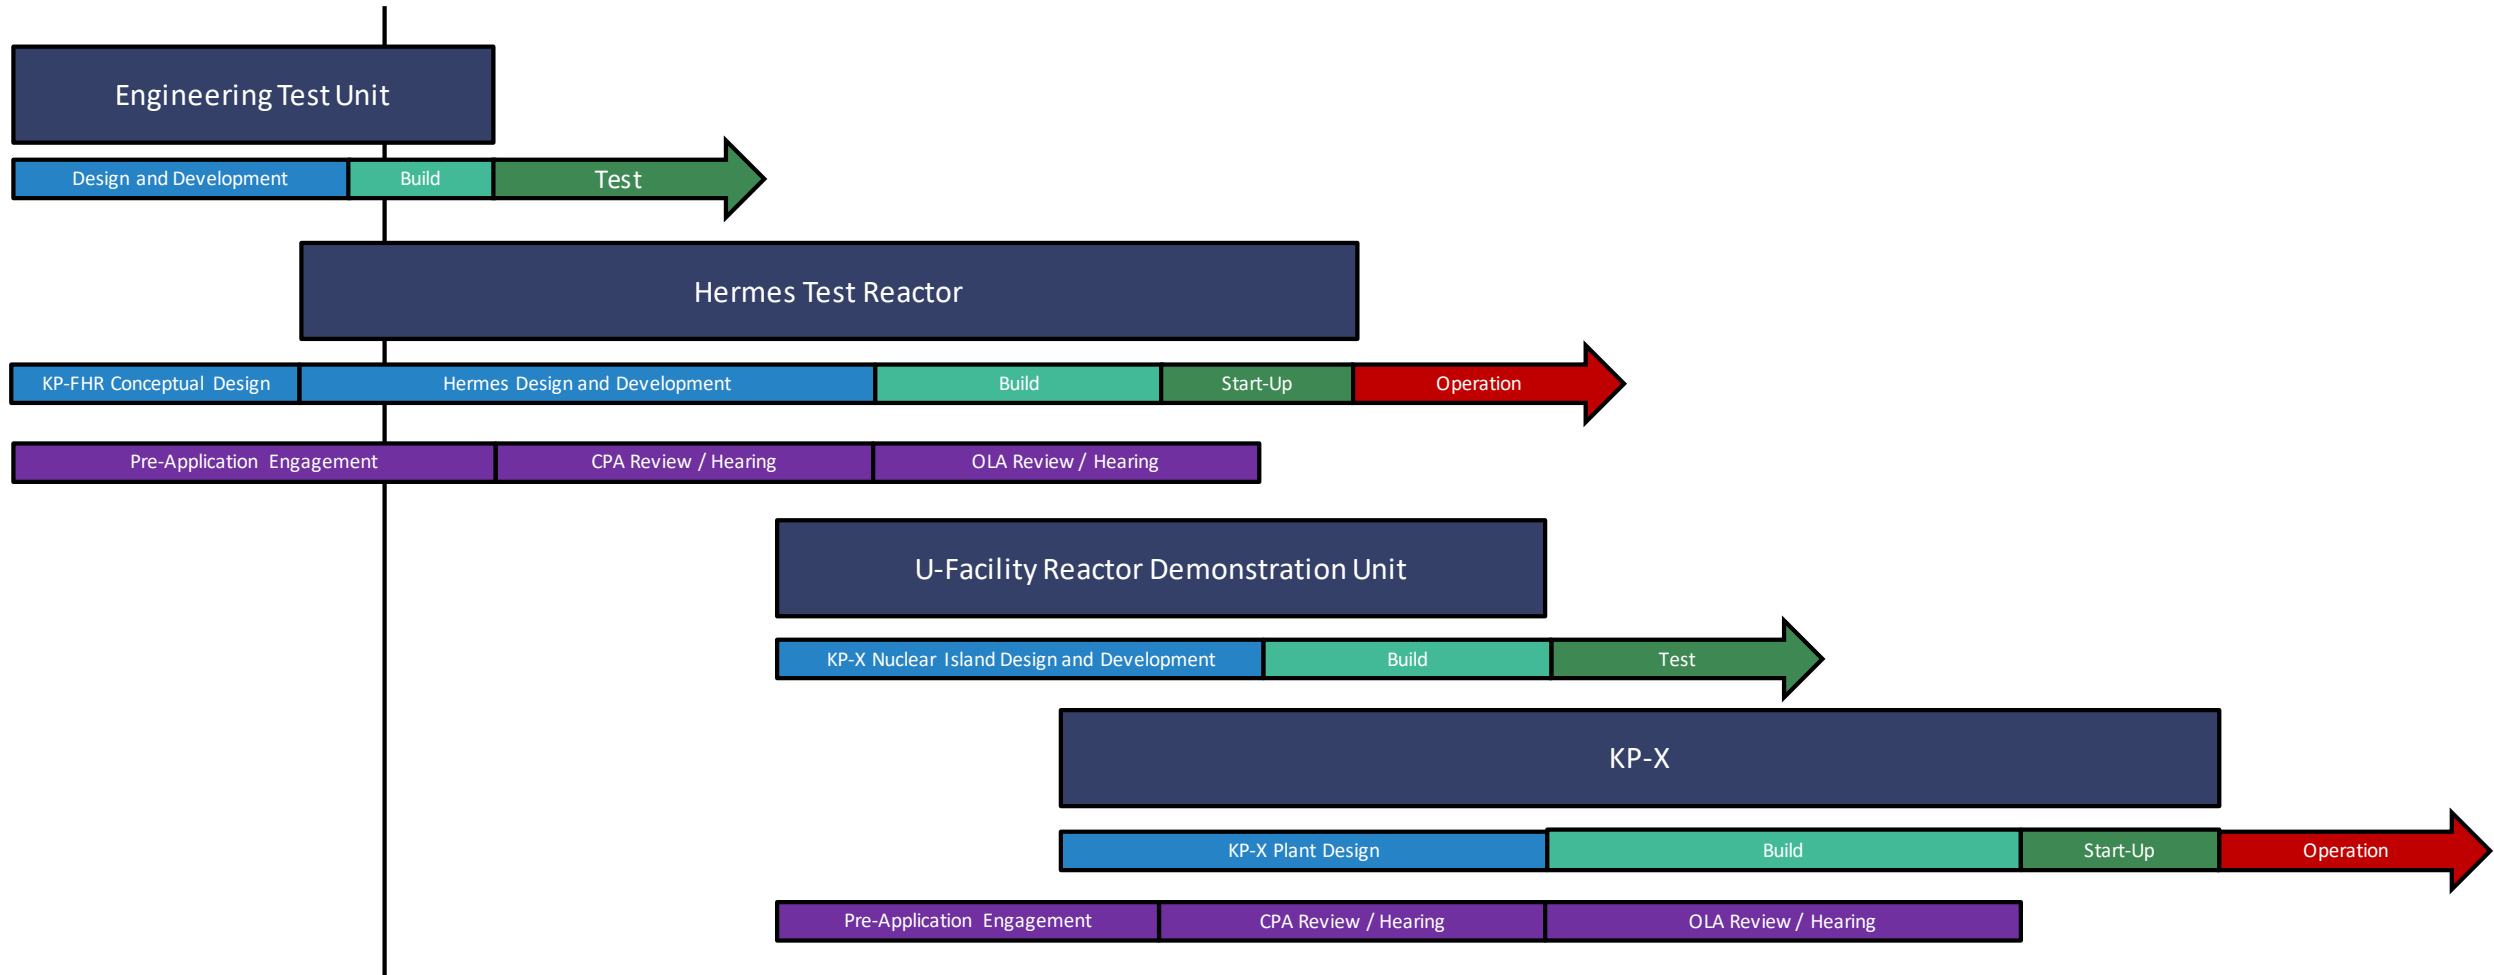 Engineering Test Unit
Design and Development
Build
Test
Hermes Test Reactor
KP-FHR Conceptual Design
Hermes Design and Development
Build
Start-Up
Operation
Pre-Application Engagement
CPA Review / Hearing
OLA Review / Hearing
U-Facility Reactor Demonstration Unit
KP-X Nuclear Island Design and Development
Build
Test
KP-X
KP-X Plant Design
Build
Start-Up
Operation
Pre-Application Engagement
CPA Review / Hearing
OLA Review / Hearing